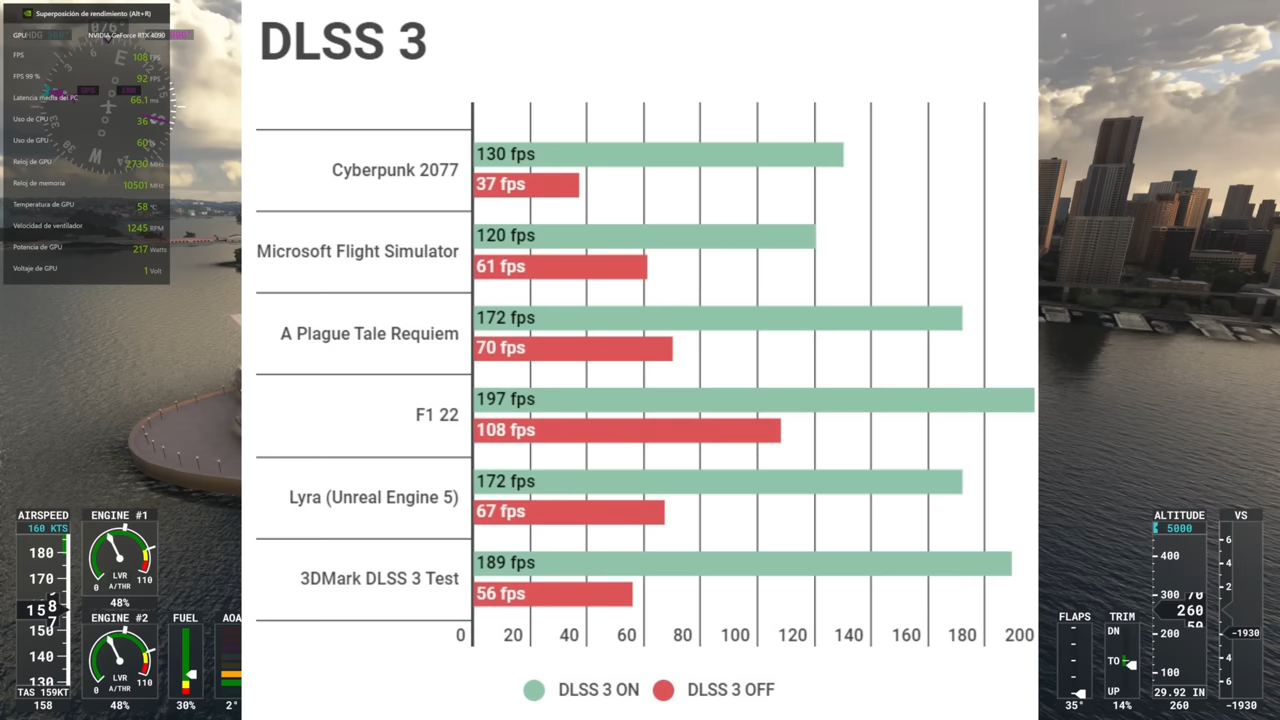 Superposición de rendimiento (Alt+R)
GPU
NVIDIA GeForce RTX 4090
FPS
108 FPS
FPS 99 %
92 FPS
Latencia media del PC
66.1 ms
Uso de CPU
36 %
Uso de GPU
60
Reloj de GPU
2730 MHz
Reloj de memoria
10501 MHz
Temperatura de GPU
58 °C
Velocidad de ventilador
1245 RPM
Potencia de GPU
217 Watts
Voltaje de GPU
1 Volt
DLSS 3
Cyberpunk 2077
130 fps
37 fps
Microsoft Flight Simulator
120 fps
61 fps
A Plague Tale Requiem
172 fps
70 fps
F1 22
197 fps
108 fps
Lyra (Unreal Engine 5)
172 fps
67 fps
3DMark DLSS 3 Test
189 fps
56 fps
0 20 40 60 80 100 120 140 160 180 200
DLSS 3 ON
DLSS 3 OFF
AIRSPEED
160 KTS
180
170
158
150
140
130
TAS 159KT
158
ENGINE #1
LVR
A/THR
0
110
48%
ENGINE #2
LVR
A/THR
0
110
48%
FUEL
30%
AOA
2°
FLAPS
35°
TRIM
DN
TO
UP
14%
ALTITUDE
5000
400
300
260
200
100
29.92 IN
260
VS
6
4
2
-1930
4
6
-1930